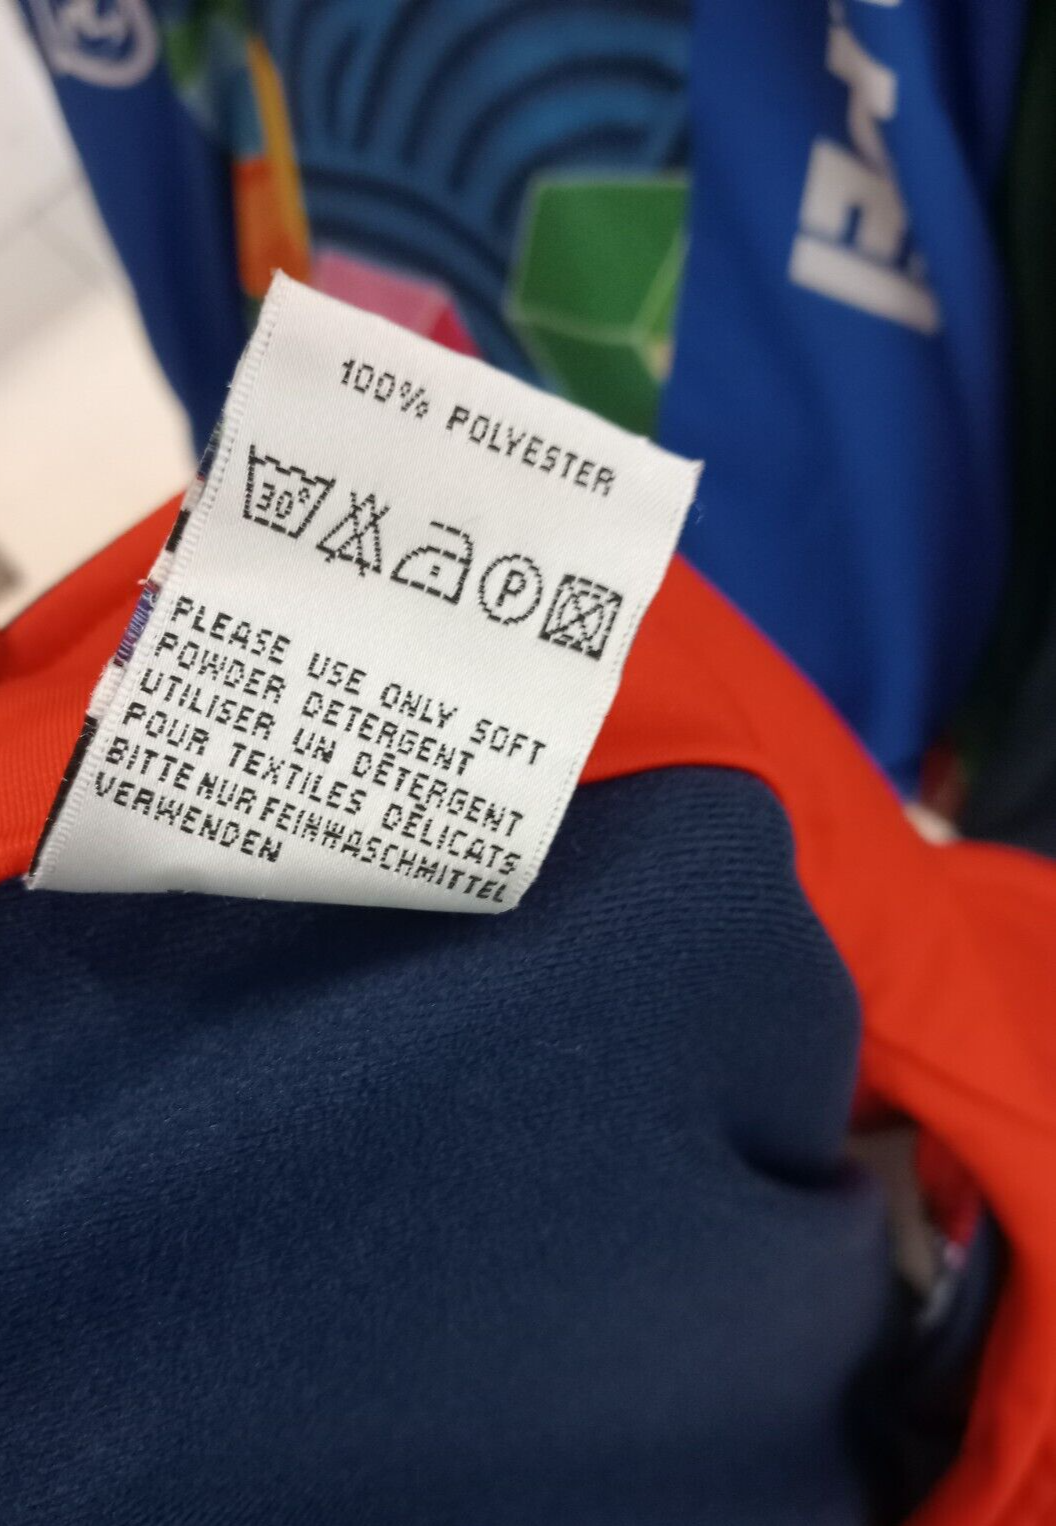 100% POLYESTER
30°
P
PLEASE USE ONLY SOFT
POWDER DETERGENT
UTILISER UN DÉTERGENT
POUR TEXTILES DÉLICATS
BITTE NUR FEINWASCHMITTEL
VERWENDEN